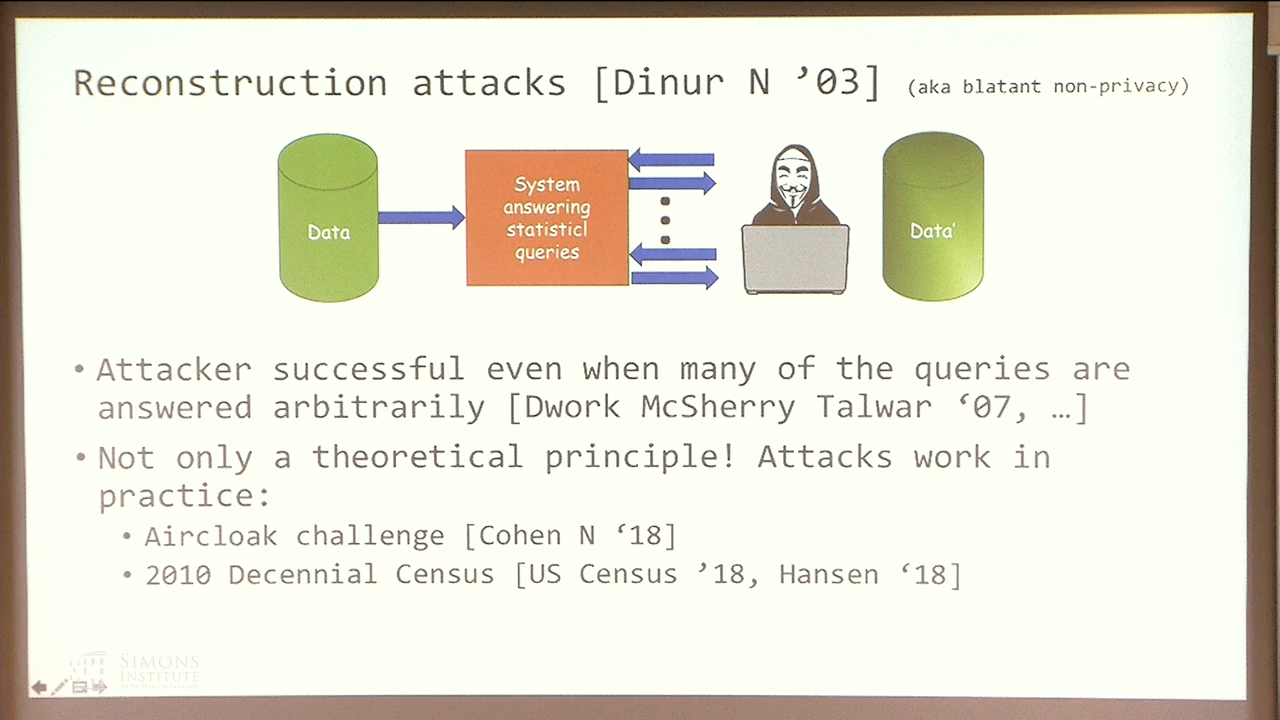 Reconstruction attacks [Dinur N ’03] (aka blatant non-privacy)
Data
System
answering
statisticl
queries
Data'
• Attacker successful even when many of the queries are
answered arbitrarily [Dwork McSherry Talwar ‘07, …]
• Not only a theoretical principle! Attacks work in
practice:
• Aircloak challenge [Cohen N ‘18]
• 2010 Decennial Census [US Census ’18, Hansen ‘18]
SIMONS
INSTITUTE